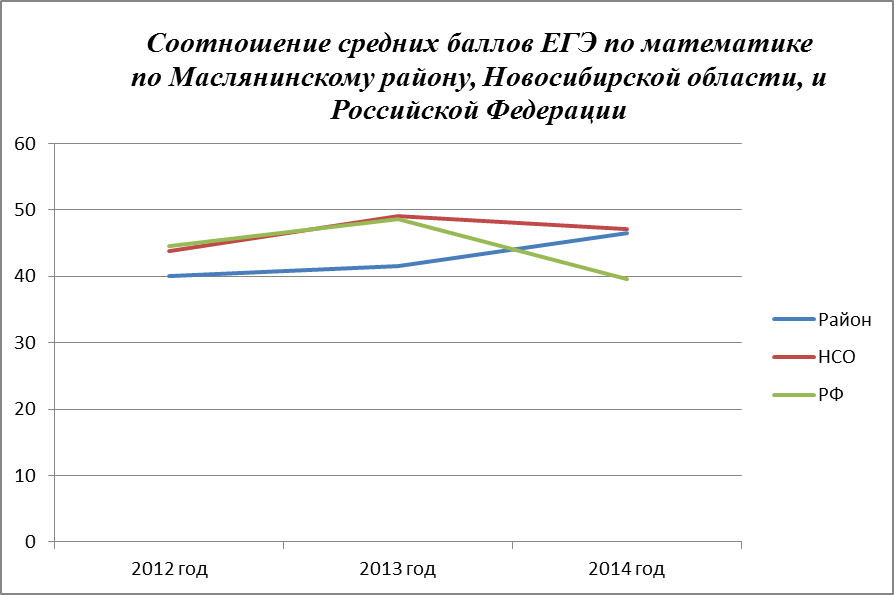 Соотношение средних баллов ЕГЭ по математике
по Маслянинскому району, Новосибирской области, и
Российской Федерации
60
50
40
30
20
10
0
2012 год
2013 год
2014 год
Район
НСО
РФ